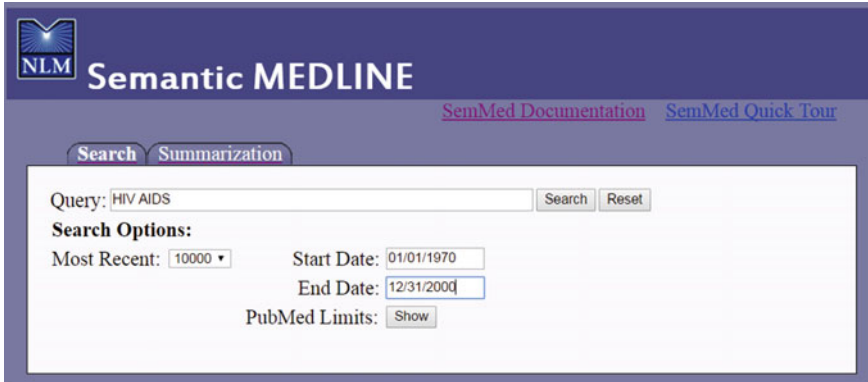 NLM
Semantic MEDLINE
SemMed Documentation SemMed Quick Tour
Search Summarization
Query: HIV AIDS Search Reset
Search Options:
Most Recent: 10000 Start Date: 01/01/1970
End Date: 12/31/2000
PubMed Limits: Show